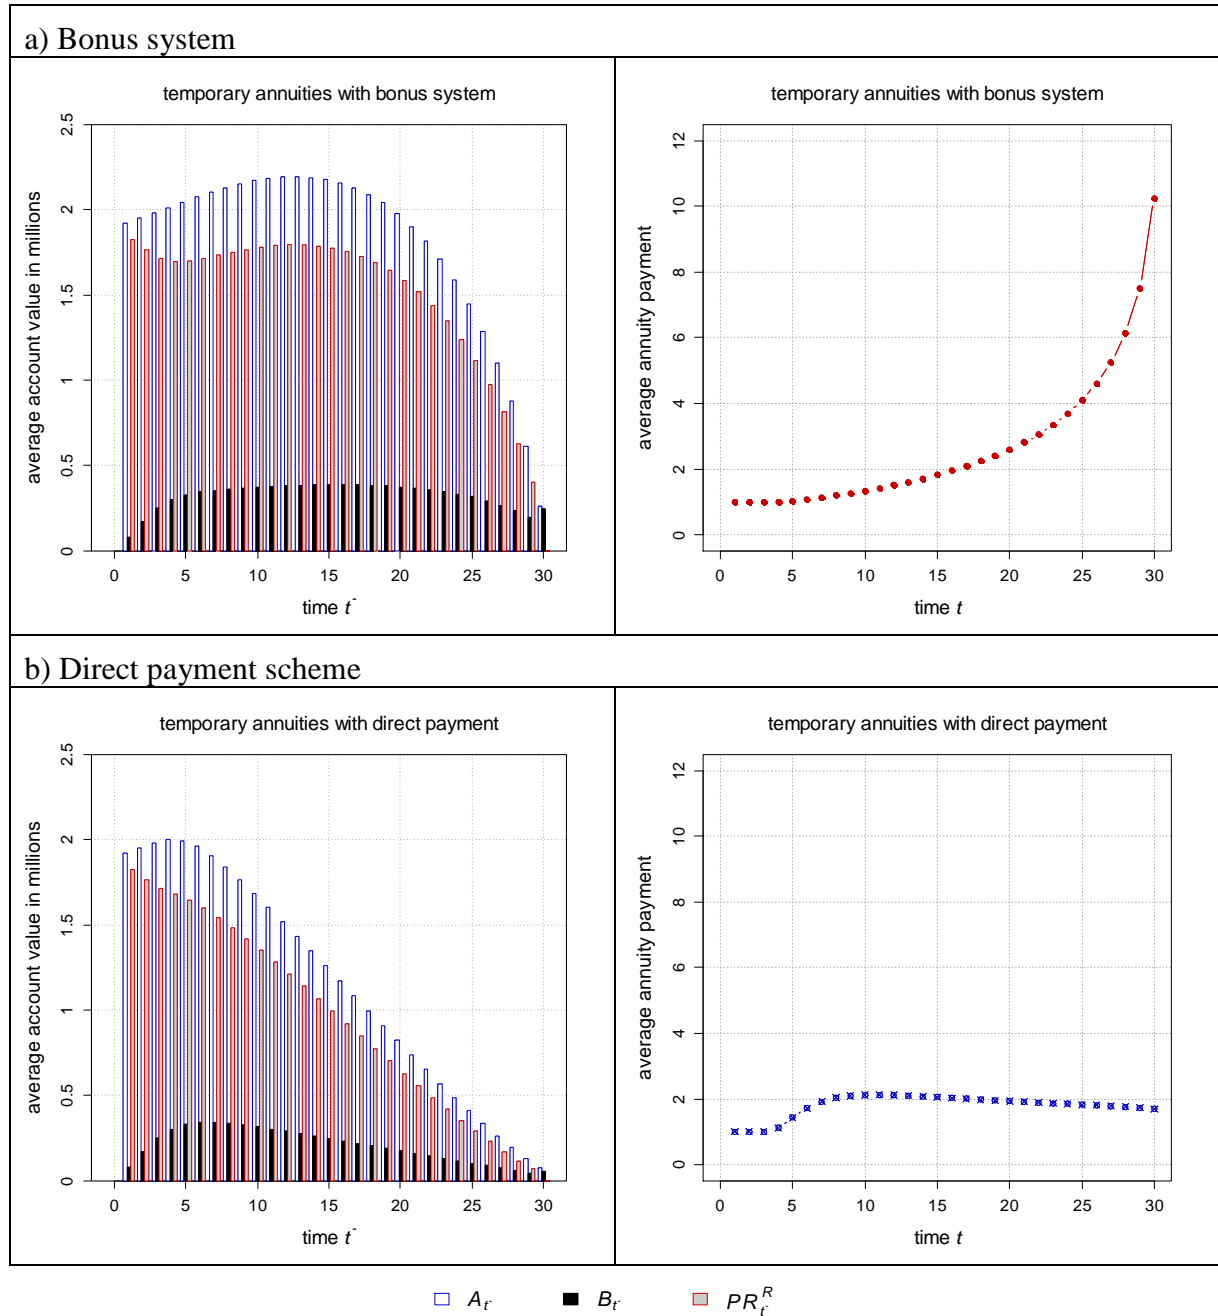 a) Bonus system
temporary annuities with bonus system
average account value in millions
2.5
2
1.5
1
0.5
0
0 5 10 15 20 25 30
time t-
temporary annuities with bonus system
average annuity payment
12
10
8
6
4
2
0
0 5 10 15 20 25 30
time t
b) Direct payment scheme
temporary annuities with direct payment
average account value in millions
2.5
2
1.5
1
0.5
0
0 5 10 15 20 25 30
time t-
temporary annuities with direct payment
average annuity payment
12
10
8
6
4
2
0
0 5 10 15 20 25 30
time t
A t- B t- PR t- R